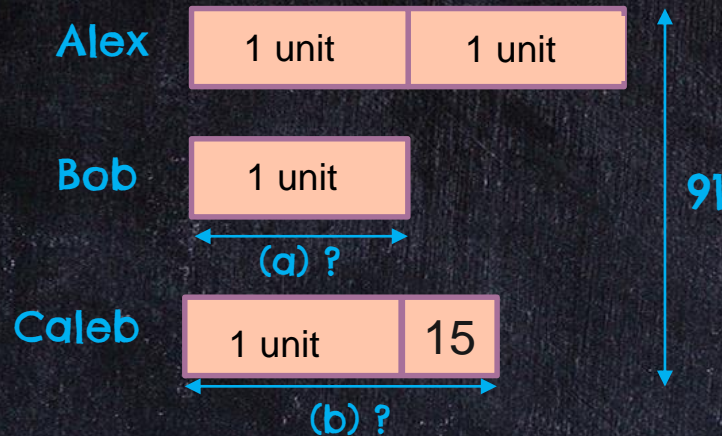 Alex 1 unit 1 unit
Bob 1 unit
91
(a) ?
Caleb 1 unit 15
(b) ?